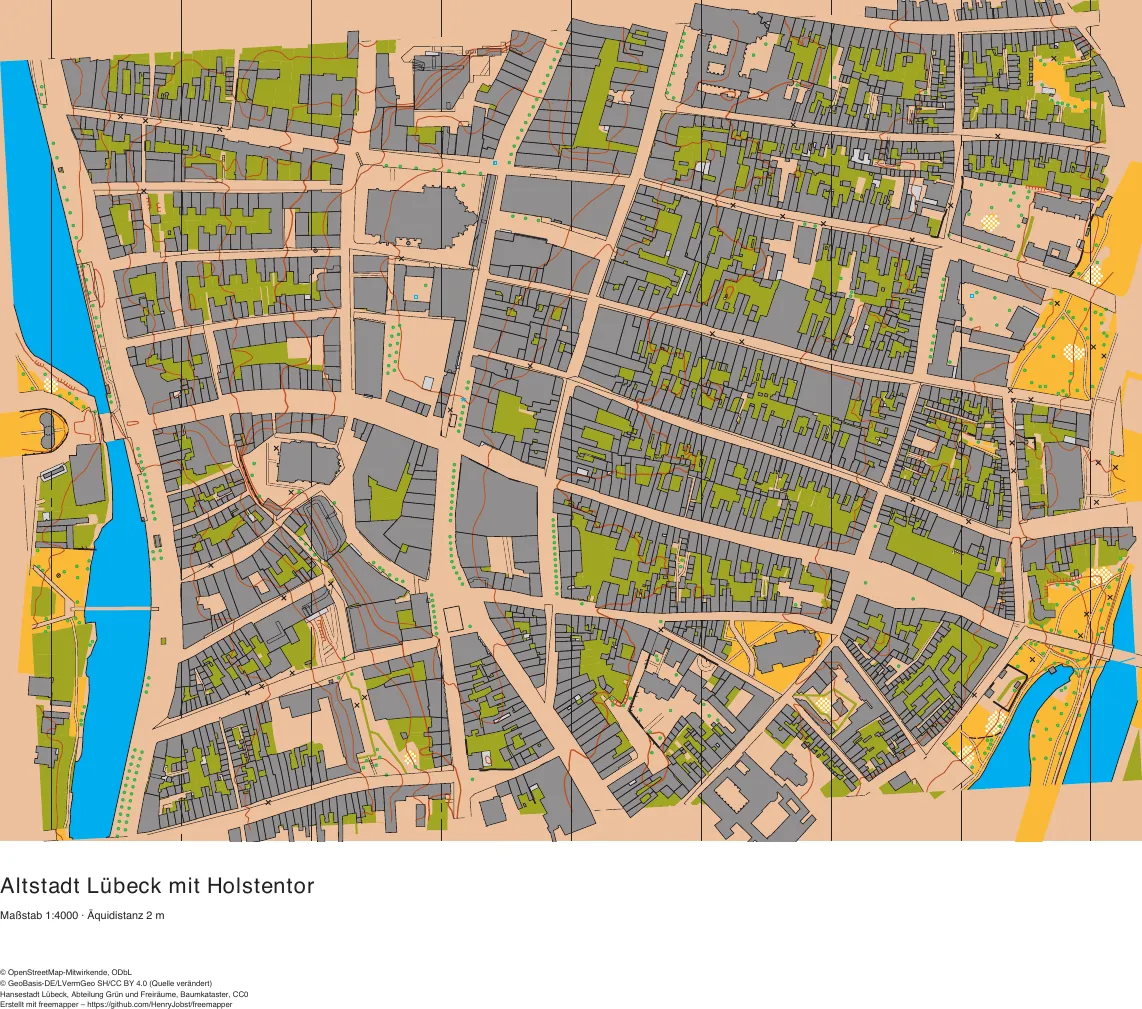 Altstadt Lübeck mit Holstentor
Maßstab 1:4000 · Äquidistanz 2 m
© OpenStreetMap-Mitwirkende, ODbL
© GeoBasis-DE/LVermGeo SH/CC BY 4.0 (Quelle verändert)
Hansestadt Lübeck, Abteilung Grün und Freiräume, Baumkataster, CC0
Erstellt mit freemapper – https://github.com/HenryJobst/freemapper